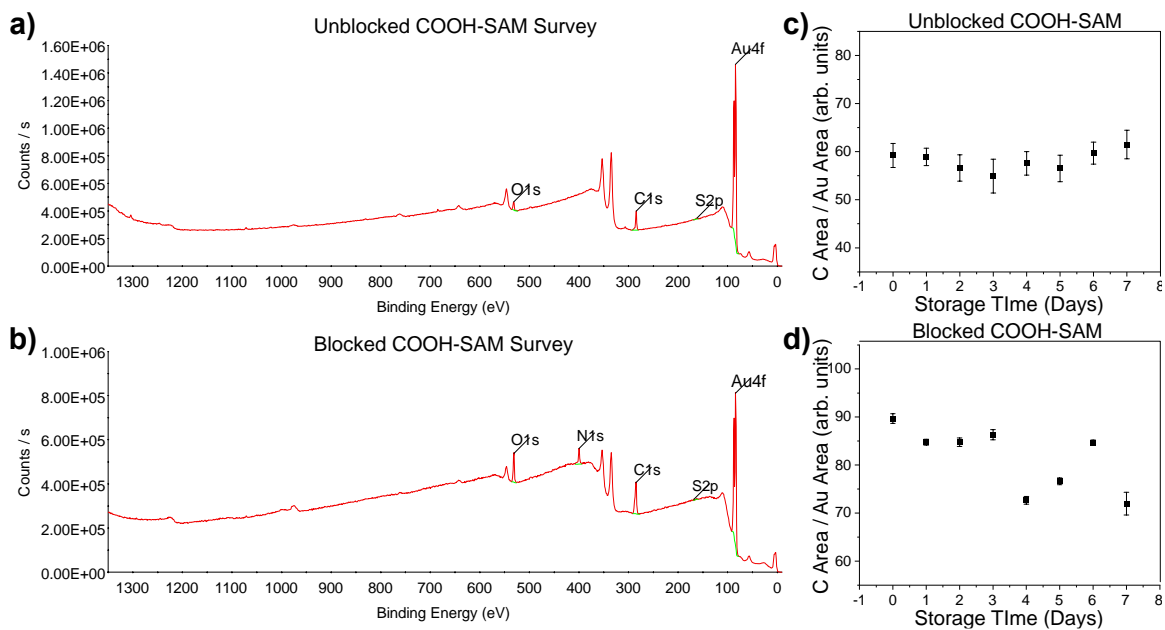 a)
Unblocked COOH-SAM Survey
1.60E+06
1.40E+06
1.20E+06
1.00E+06
8.00E+05
6.00E+05
4.00E+05
2.00E+05
0.00E+00
Counts / s
Au4f
O1s
C1s
S2p
1300 1200 1100 1000 900 800 700 600 500 400 300 200 100 0
Binding Energy (eV)
b)
Blocked COOH-SAM Survey
1.00E+06
8.00E+05
6.00E+05
4.00E+05
2.00E+05
0.00E+00
Counts / s
Au4f
O1s
N1s
C1s
S2p
1300 1200 1100 1000 900 800 700 600 500 400 300 200 100 0
Binding Energy (eV)
c)
Unblocked COOH-SAM
C Area / Au Area (arb. units)
80
70
60
50
40
-1 0 1 2 3 4 5 6 7 8
Storage TIme (Days)
d)
Blocked COOH-SAM
C Area / Au Area (arb. units)
100
90
80
70
60
-1 0 1 2 3 4 5 6 7 8
Storage TIme (Days)